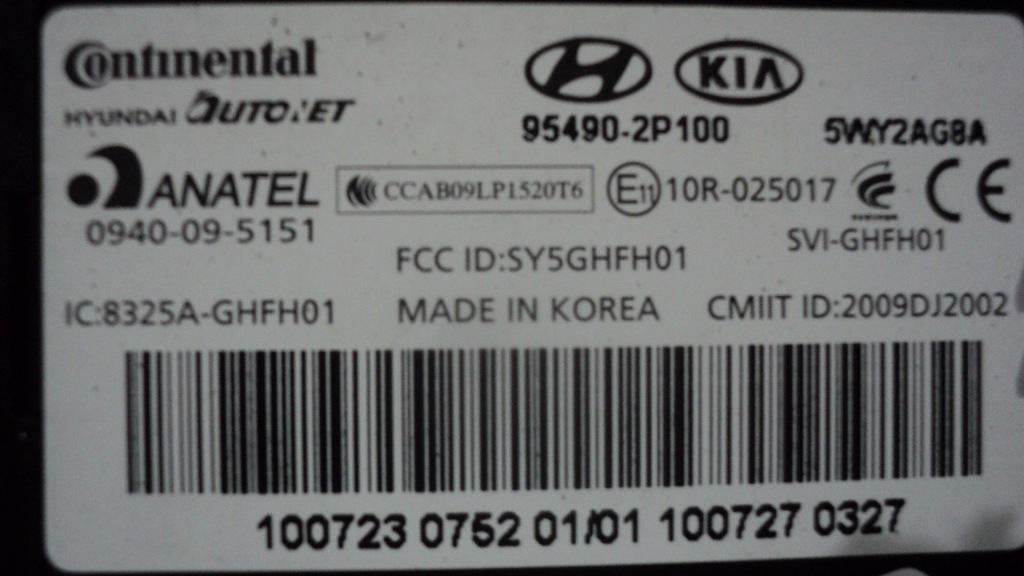 Continental
HYUNDAI AUTONET
KIA
95490-2P100 5WY2AG8A
ANATEL CCAB09LP1520T6 E11 10R-025017 CE
0940-09-5151 SVI-GHFH01
FCC ID:SY5GHFH01
IC:8325A-GHFH01 MADE IN KOREA CMIIT ID:2009DJ2002
100723 0752 01/01 100727 0327